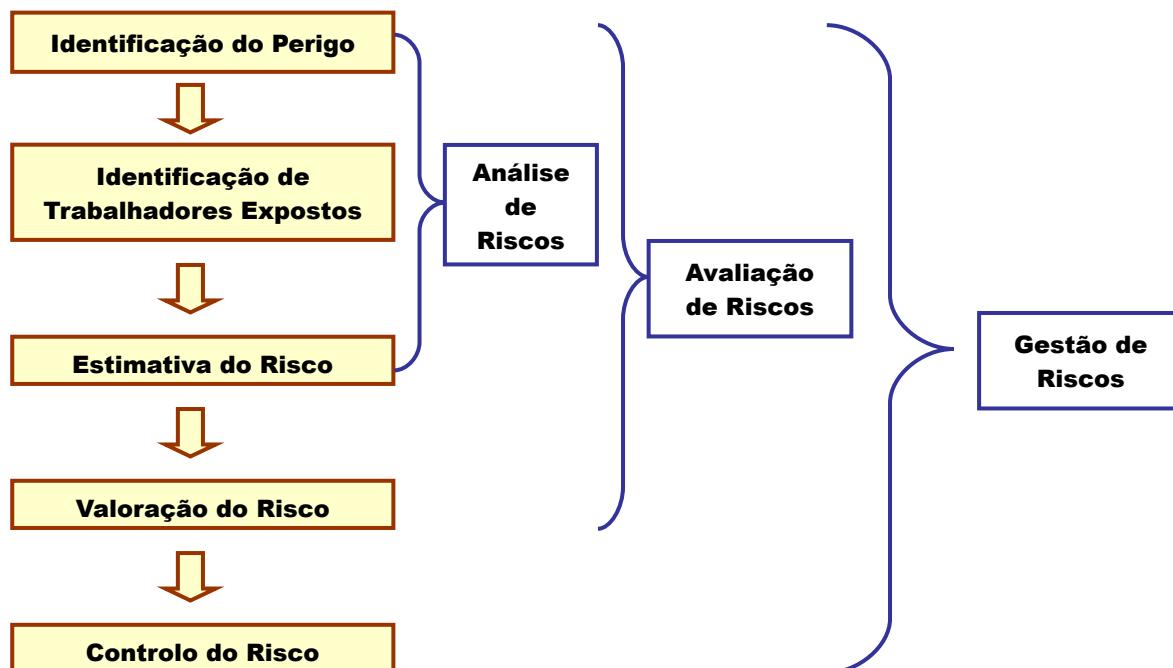 Identificação do Perigo
Identificação de
Trabalhadores Expostos
Estimativa do Risco
Valoração do Risco
Controlo do Risco
Análise
de
Riscos
Avaliação
de Riscos
Gestão de
Riscos